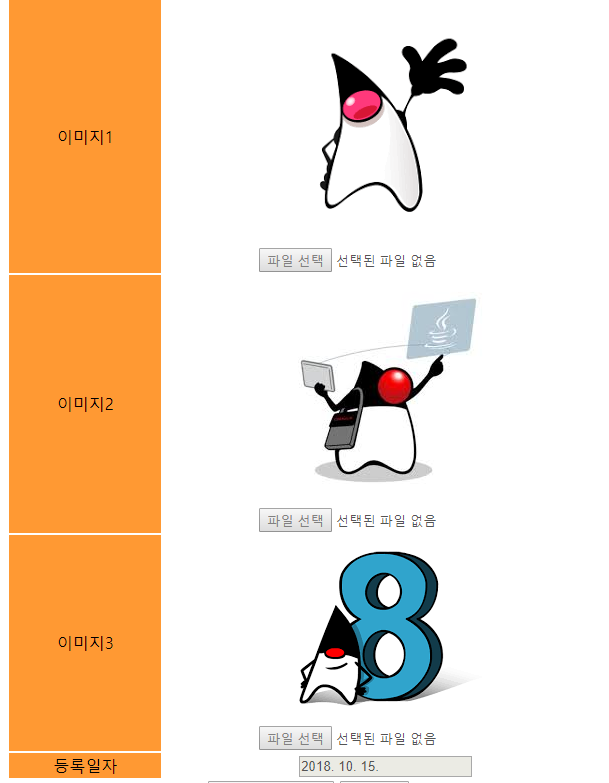 이미지1
파일 선택 선택된 파일 없음
이미지2
파일 선택 선택된 파일 없음
이미지3
8
파일 선택 선택된 파일 없음
등록일자 2018. 10. 15.